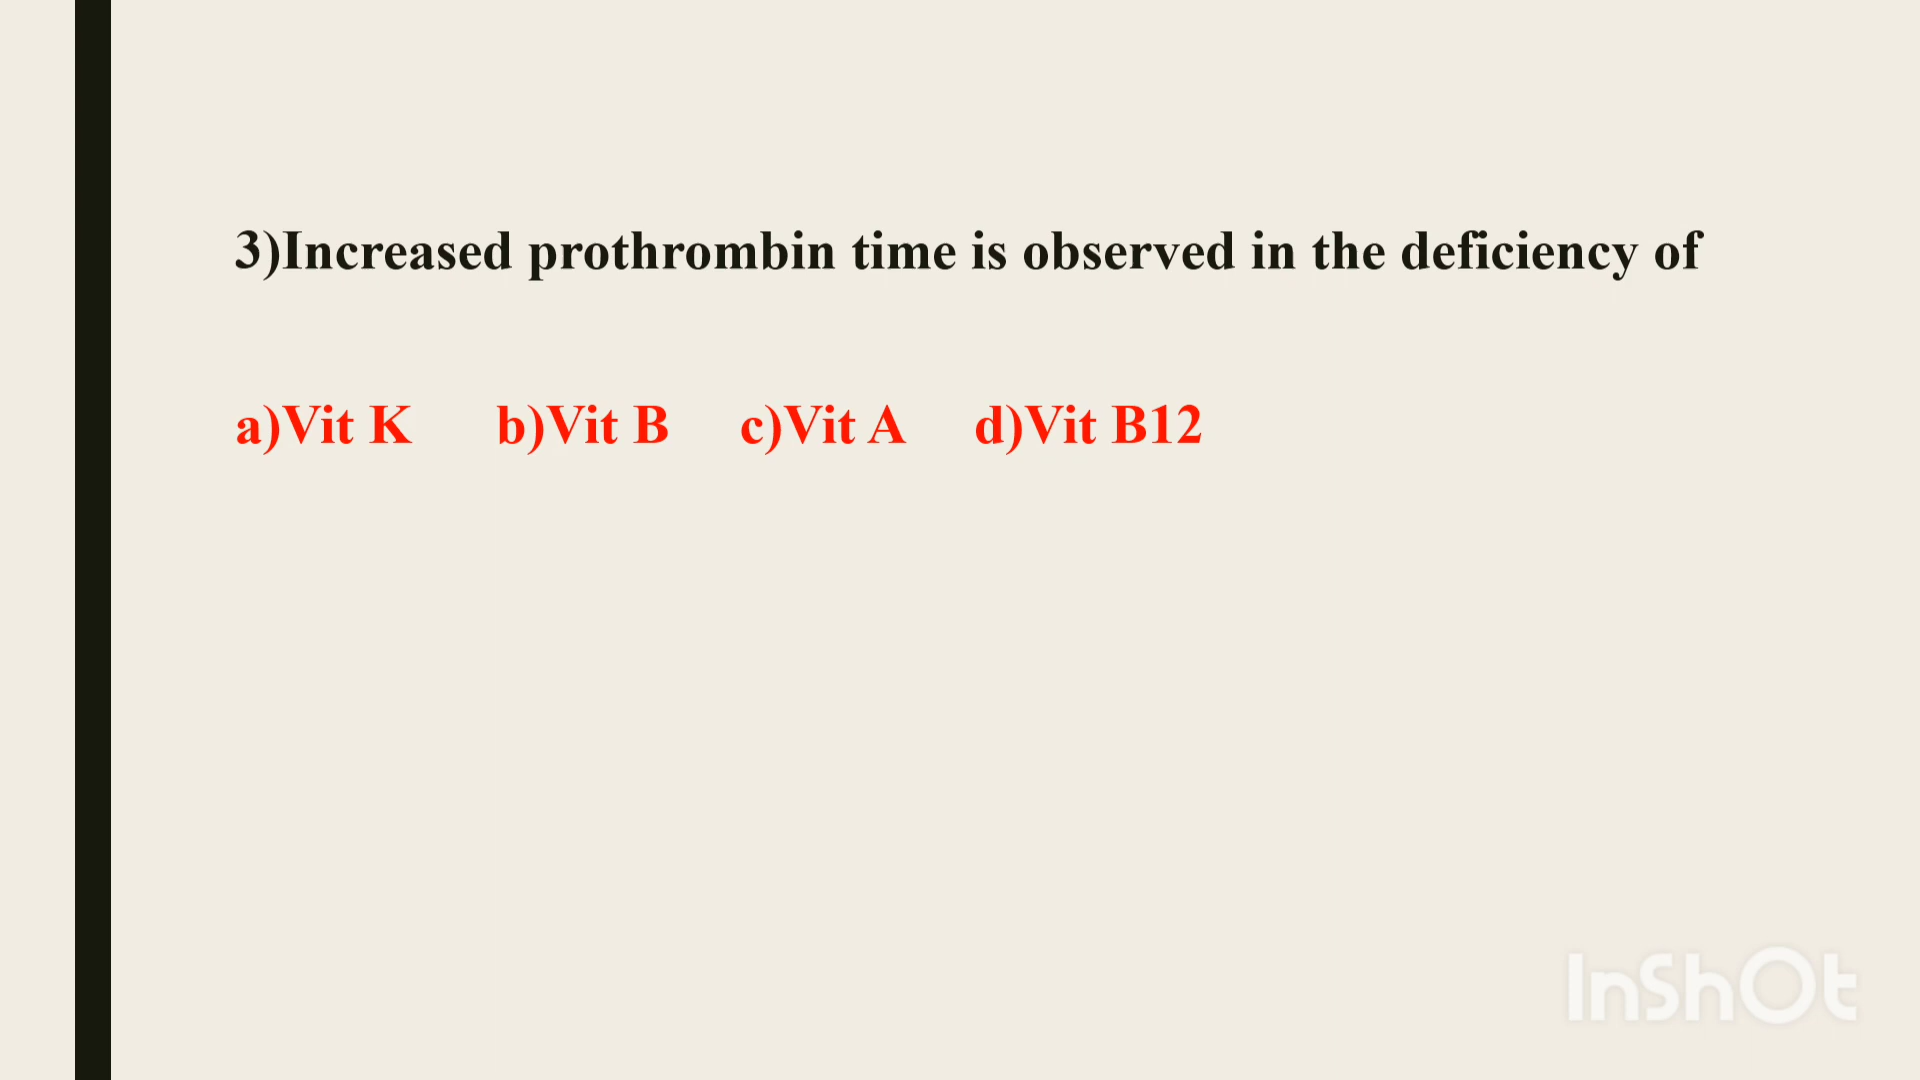 3)Increased prothrombin time is observed in the deficiency of
a)Vit K b)Vit B c)Vit A d)Vit B12
InShOt